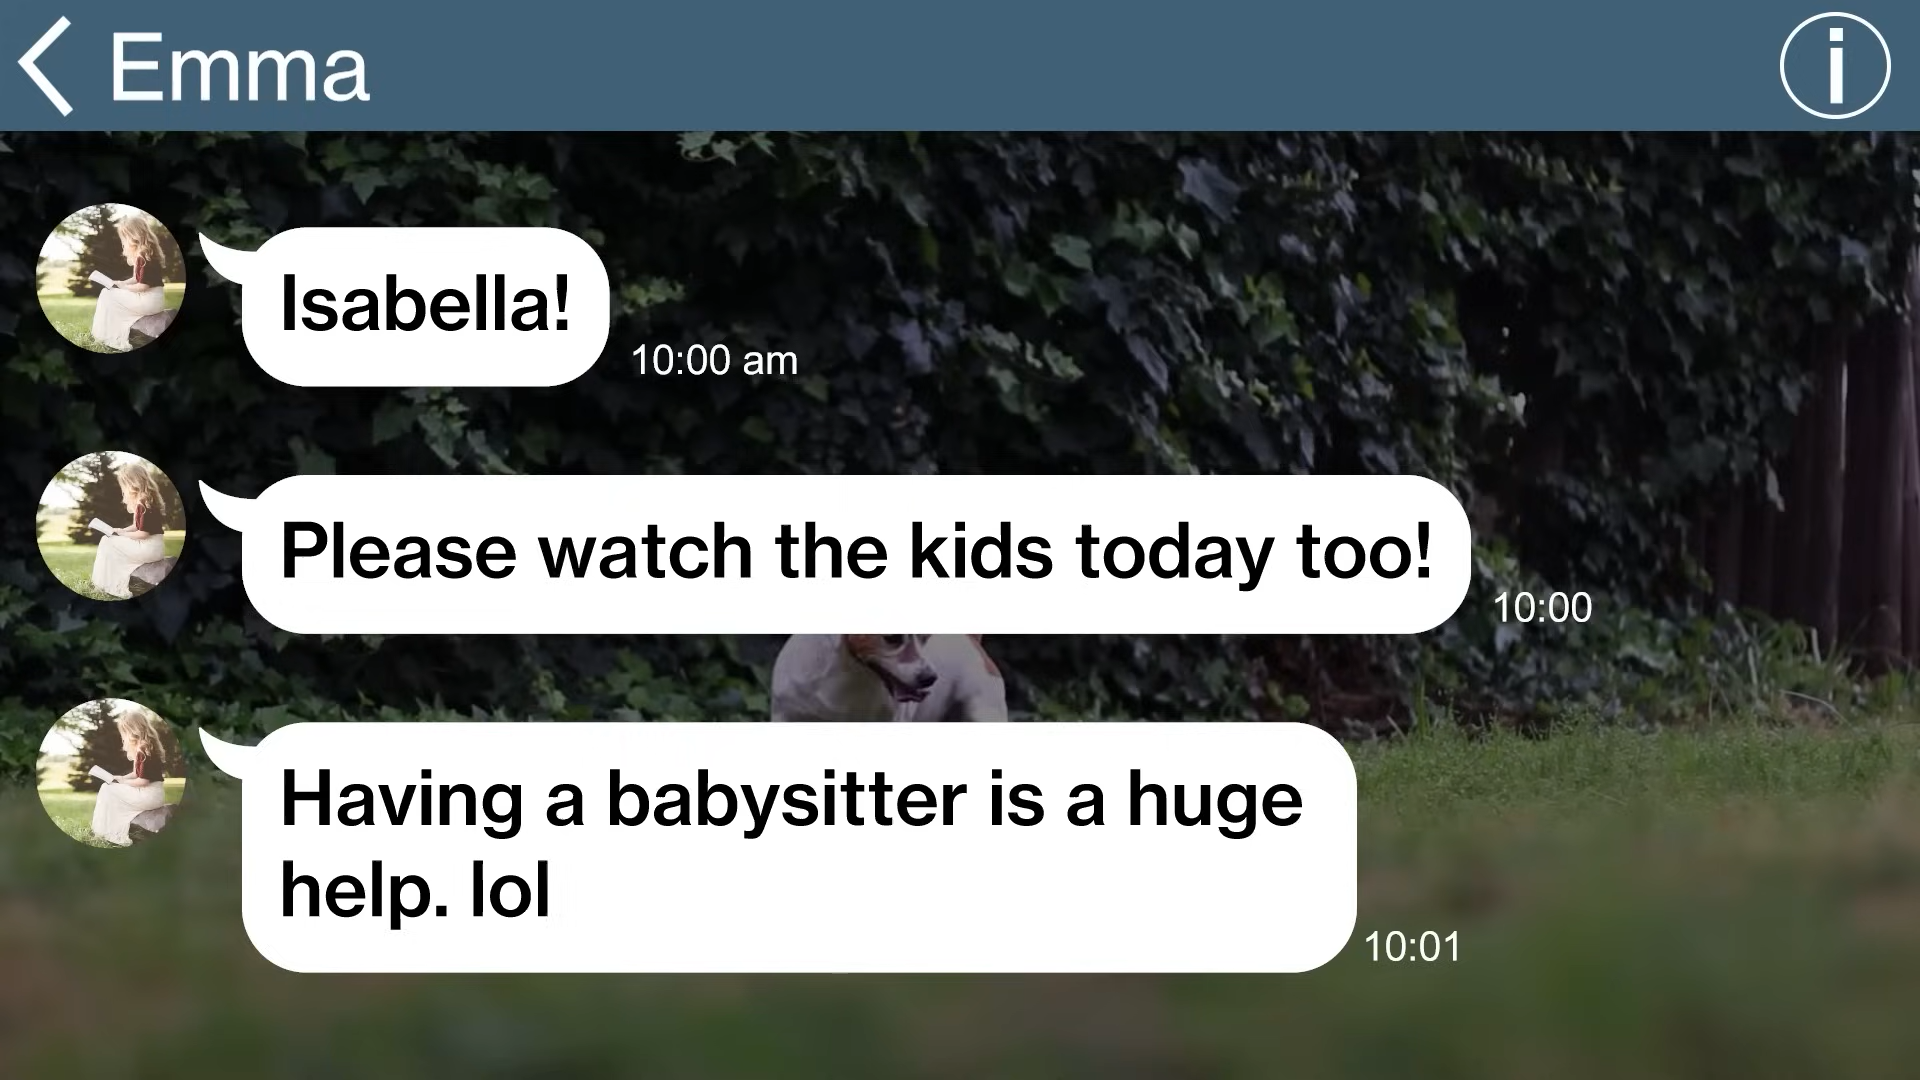 Emma
Isabella!
10:00 am
Please watch the kids today too!
10:00
Having a babysitter is a huge
help. lol
10:01